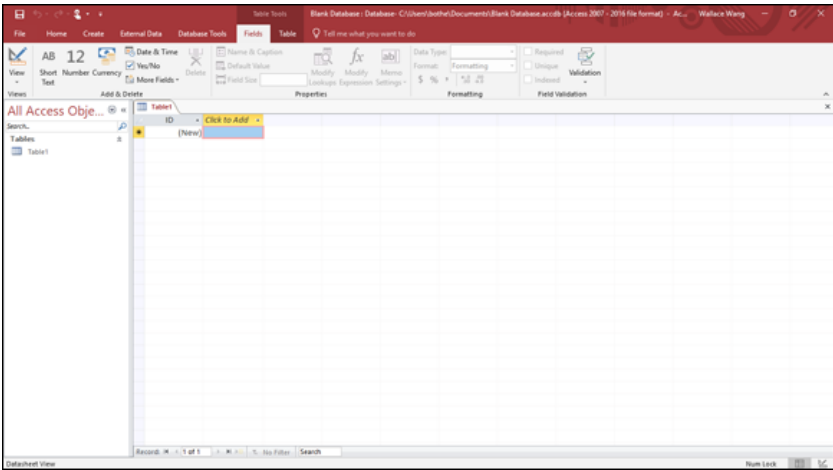 Table Tools
Blank Database : Database- C:\Users\bothe\Documents\Blank Database.accdb (Access 2007 - 2016 file format) - Ac...
Wallace Wang
File Home Create External Data Database Tools Fields Table Tell me what you want to do
View
AB Short Text
12 Number
Currency
Date & Time
Yes/No
More Fields
Delete
Name & Caption
Default Value
Field Size
Modify Lookups
fx Modify Expression
ab Memo Settings
Data Type:
Format: Formatting
$ %
Required
Unique
Indexed
Validation
Views Add & Delete Properties Formatting Field Validation
All Access Obje...
Search...
Tables
Table1
Table1
ID Click to Add
(New)
Record: 1 of 1 No Filter Search
Datasheet View Num Lock